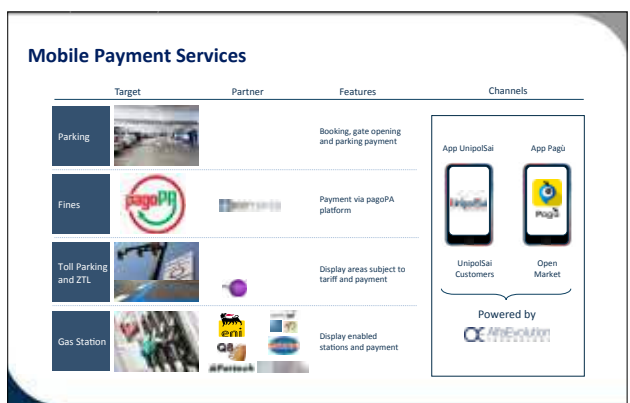 Mobile Payment Services
Target
Partner
Features
Channels
Parking
Booking, gate opening
and parking payment
Fines
pagoPA
Payment via pagoPA
platform
Toll Parking
and ZTL
Display areas subject to
tariff and payment
Gas Station
eni
Q8
Display enabled
stations and payment
App UnipolSai
App Pagù
UnipolSai
Pagù
UnipolSai
Customers
Open
Market
Powered by
AlfaEvolution